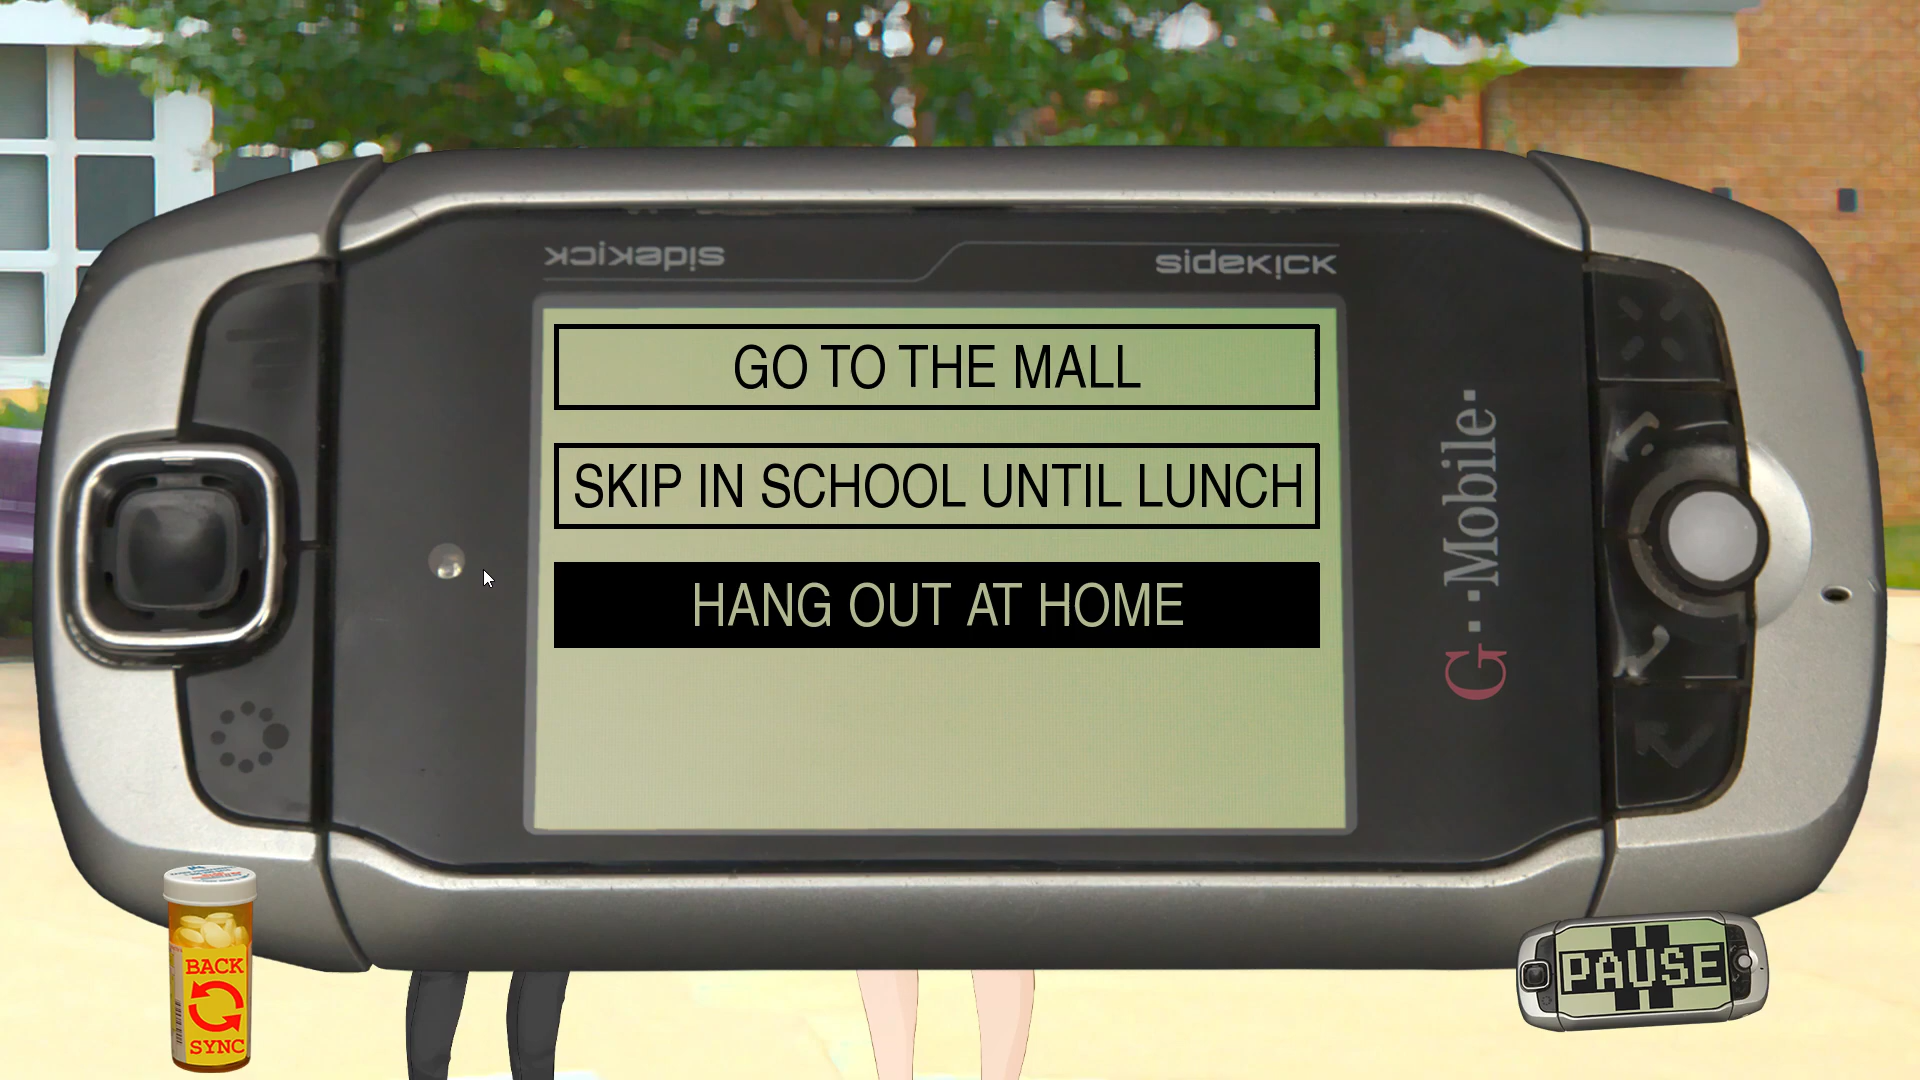 sidekick
sidekick
GO TO THE MALL
SKIP IN SCHOOL UNTIL LUNCH
HANG OUT AT HOME
G··Mobile·
BACK
SYNC
PAUSE